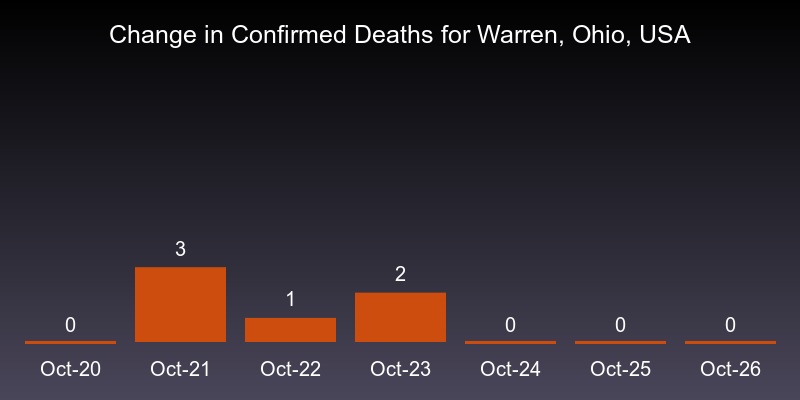 Change in Confirmed Deaths for Warren, Ohio, USA
3
2
1
0 0 0 0
Oct-20 Oct-21 Oct-22 Oct-23 Oct-24 Oct-25 Oct-26